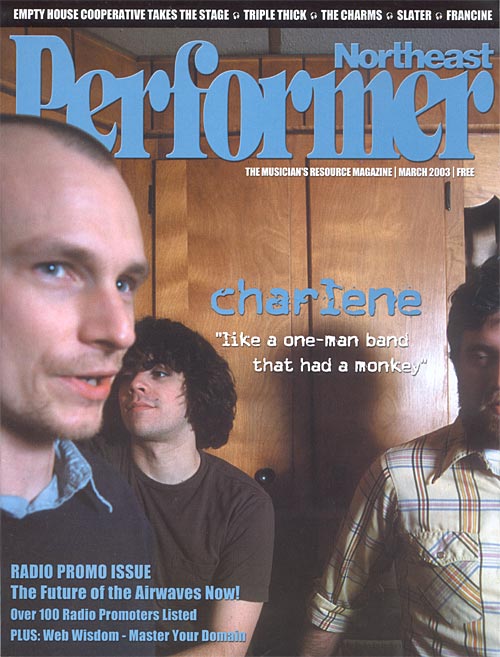 EMPTY HOUSE COOPERATIVE TAKES THE STAGE TRIPLE THICK THE CHARMS SLATER FRANCINE
Northeast
Performer
THE MUSICIAN'S RESOURCE MAGAZINE | MARCH 2003 | FREE
charlene
"like a one-man band
that had a monkey"
RADIO PROMO ISSUE
The Future of the Airwaves Now!
Over 100 Radio Promoters Listed
PLUS: Web Wisdom - Master Your Domain